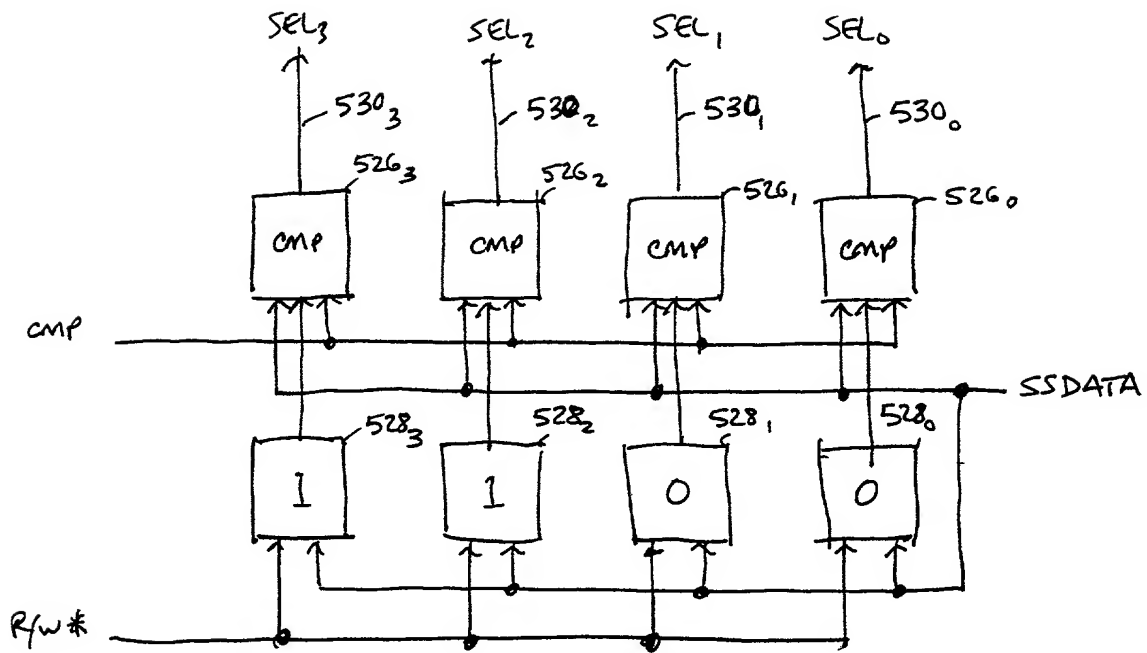 SEL₃ SEL₂ SEL₁ SEL₀
530₃ 530₂ 530₁ 530₀
526₃ 526₂ 526₁ 526₀
CMP CMP CMP CMP
CMP
SSDATA
528₃ 528₂ 528₁ 528₀
1 1 0 0
R/W*